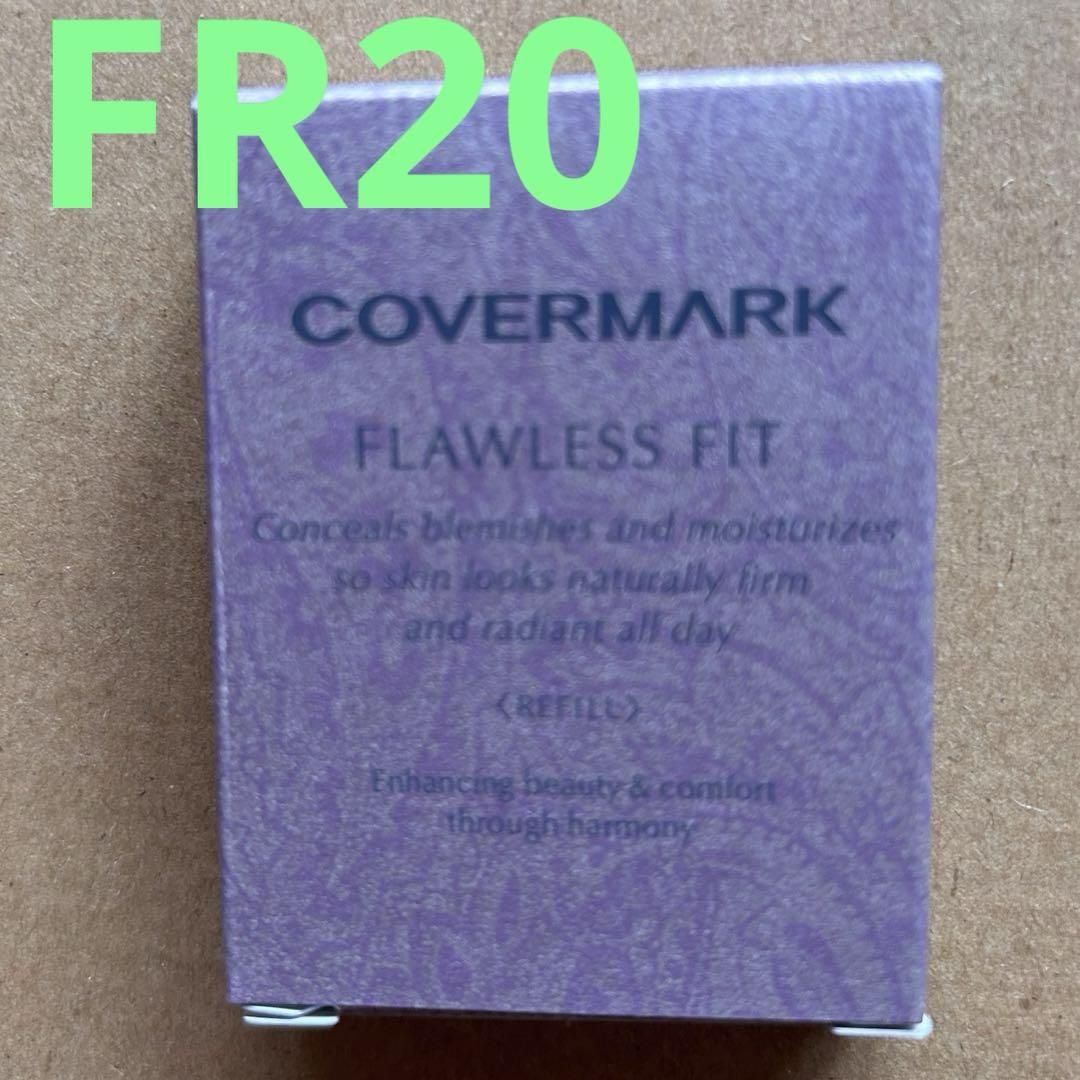 FR20
COVERMARK
FLAWLESS FIT
Conceals blemishes and moisturizes
so skin looks naturally firm
and radiant all day
〈REFILL〉
Enhancing beauty & comfort
through harmony